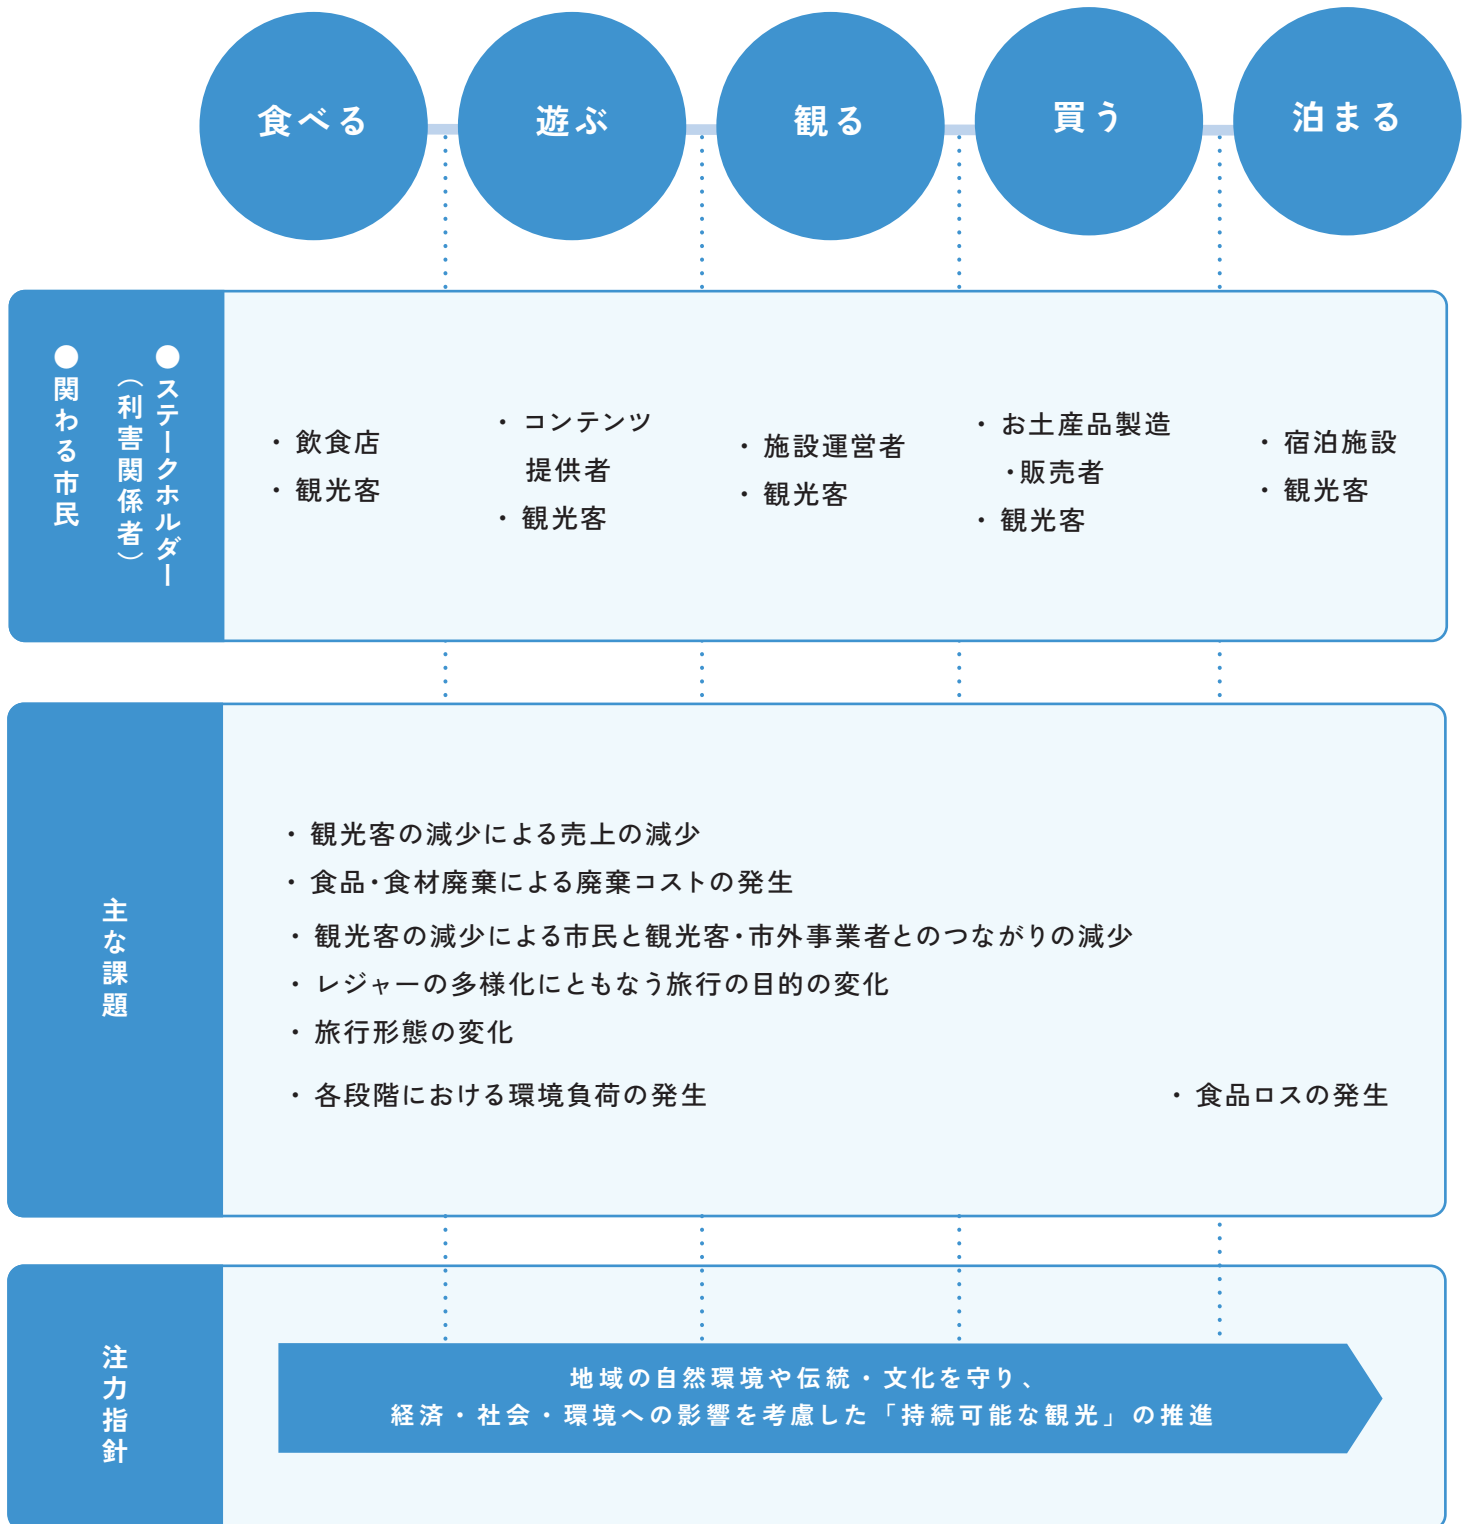 食べる
遊ぶ
観る
買う
泊まる
●ステークホルダー
（利害関係者）
●関わる市民
・飲食店
・観光客
・コンテンツ
提供者
・観光客
・施設運営者
・観光客
・お土産品製造
・販売者
・観光客
・宿泊施設
・観光客
主な課題
・観光客の減少による売上の減少
・食品・食材廃棄による廃棄コストの発生
・観光客の減少による市民と観光客・市外事業者とのつながりの減少
・レジャーの多様化にともなう旅行の目的の変化
・旅行形態の変化
・各段階における環境負荷の発生
・食品ロスの発生
注力指針
地域の自然環境や伝統・文化を守り、
経済・社会・環境への影響を考慮した「持続可能な観光」の推進